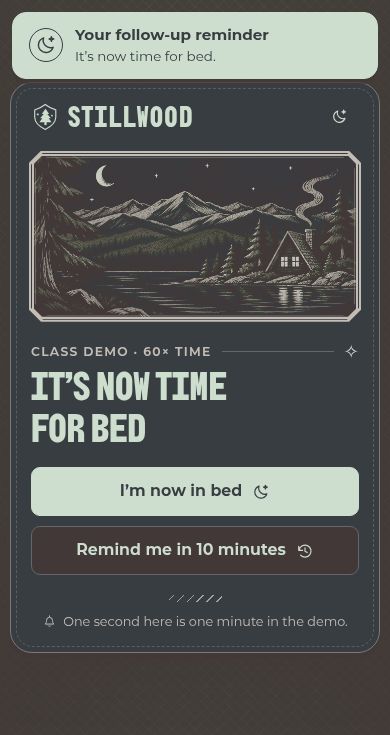 Your follow-up reminder
It's now time for bed.
STILLWOOD
CLASS DEMO · 60× TIME
IT'S NOW TIME
FOR BED
I'm now in bed
Remind me in 10 minutes
One second here is one minute in the demo.